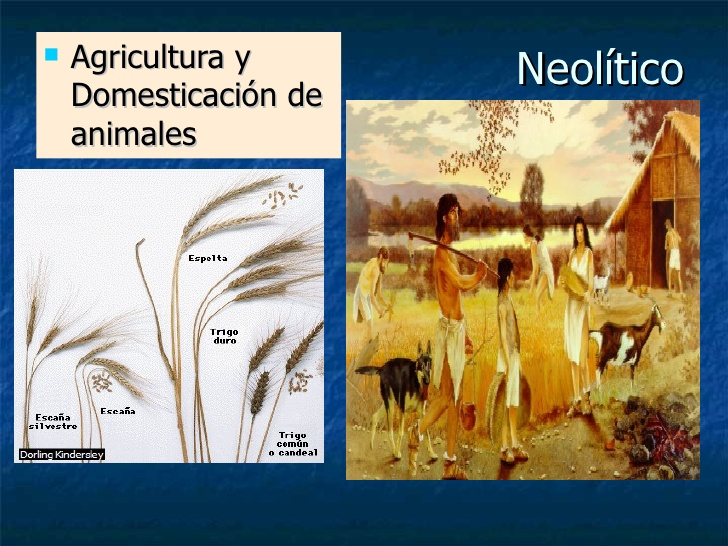 Neolítico
Agricultura y
Domesticación de
animales
Espelta
Trigo
duro
Escaña
silvestre
Escaña
Trigo
común
o candeal
Dorling Kindersley